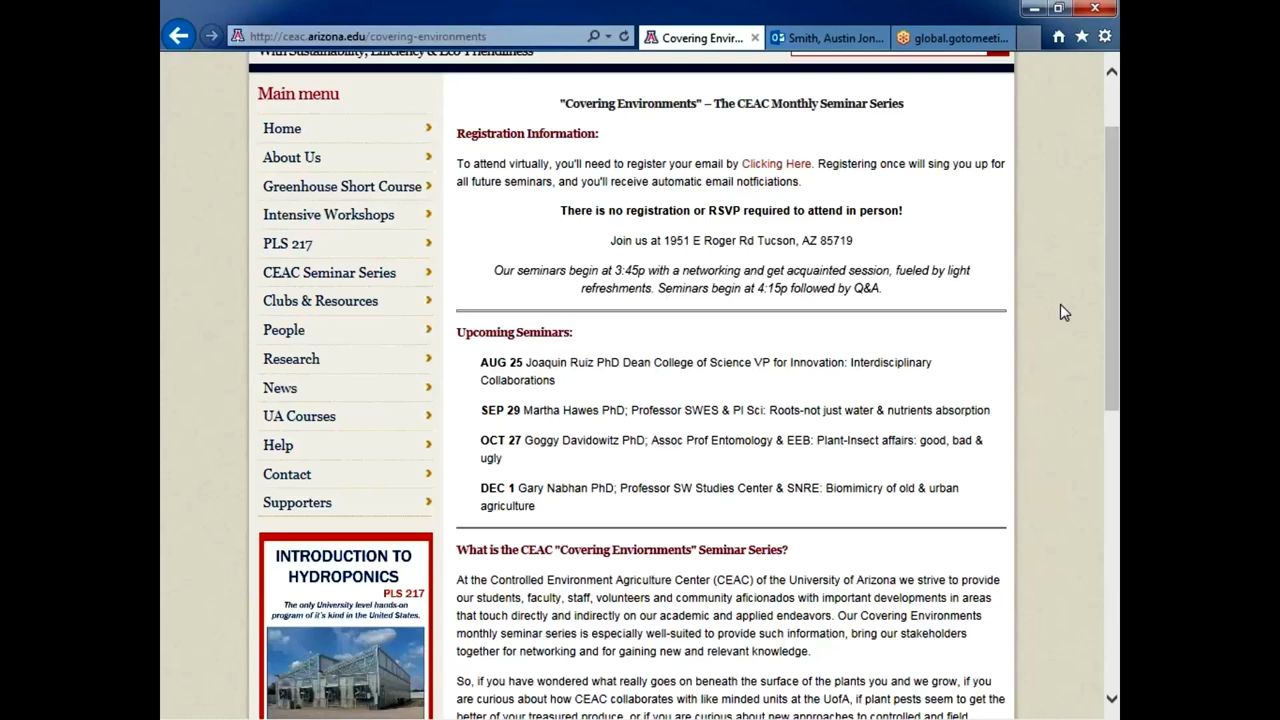 http://ceac.arizona.edu/covering-environments
Covering Envir...
Smith, Austin Jon...
global.gotomeeti...
With Sustainability, Efficiency & Eco Friendliness
Main menu
Home
About Us
Greenhouse Short Course
Intensive Workshops
PLS 217
CEAC Seminar Series
Clubs & Resources
People
Research
News
UA Courses
Help
Contact
Supporters
INTRODUCTION TO
HYDROPONICS
PLS 217
The only University level hands-on
program of it's kind in the United States.
"Covering Environments" – The CEAC Monthly Seminar Series
Registration Information:
To attend virtually, you'll need to register your email by Clicking Here. Registering once will sing you up for
all future seminars, and you'll receive automatic email notficiations.
There is no registration or RSVP required to attend in person!
Join us at 1951 E Roger Rd Tucson, AZ 85719
Our seminars begin at 3:45p with a networking and get acquainted session, fueled by light
refreshments. Seminars begin at 4:15p followed by Q&A.
Upcoming Seminars:
AUG 25 Joaquin Ruiz PhD Dean College of Science VP for Innovation: Interdisciplinary
Collaborations
SEP 29 Martha Hawes PhD; Professor SWES & Pl Sci: Roots-not just water & nutrients absorption
OCT 27 Goggy Davidowitz PhD; Assoc Prof Entomology & EEB: Plant-Insect affairs: good, bad &
ugly
DEC 1 Gary Nabhan PhD; Professor SW Studies Center & SNRE: Biomimicry of old & urban
agriculture
What is the CEAC "Covering Enviornments" Seminar Series?
At the Controlled Environment Agriculture Center (CEAC) of the University of Arizona we strive to provide
our students, faculty, staff, volunteers and community aficionados with important developments in areas
that touch directly and indirectly on our academic and applied endeavors. Our Covering Environments
monthly seminar series is especially well-suited to provide such information, bring our stakeholders
together for networking and for gaining new and relevant knowledge.
So, if you have wondered what really goes on beneath the surface of the plants you and we grow, if you
are curious about how CEAC collaborates with like minded units at the UofA, if plant pests seem to get the
better of your treasured produce, or if you are curious about new approaches to controlled and field